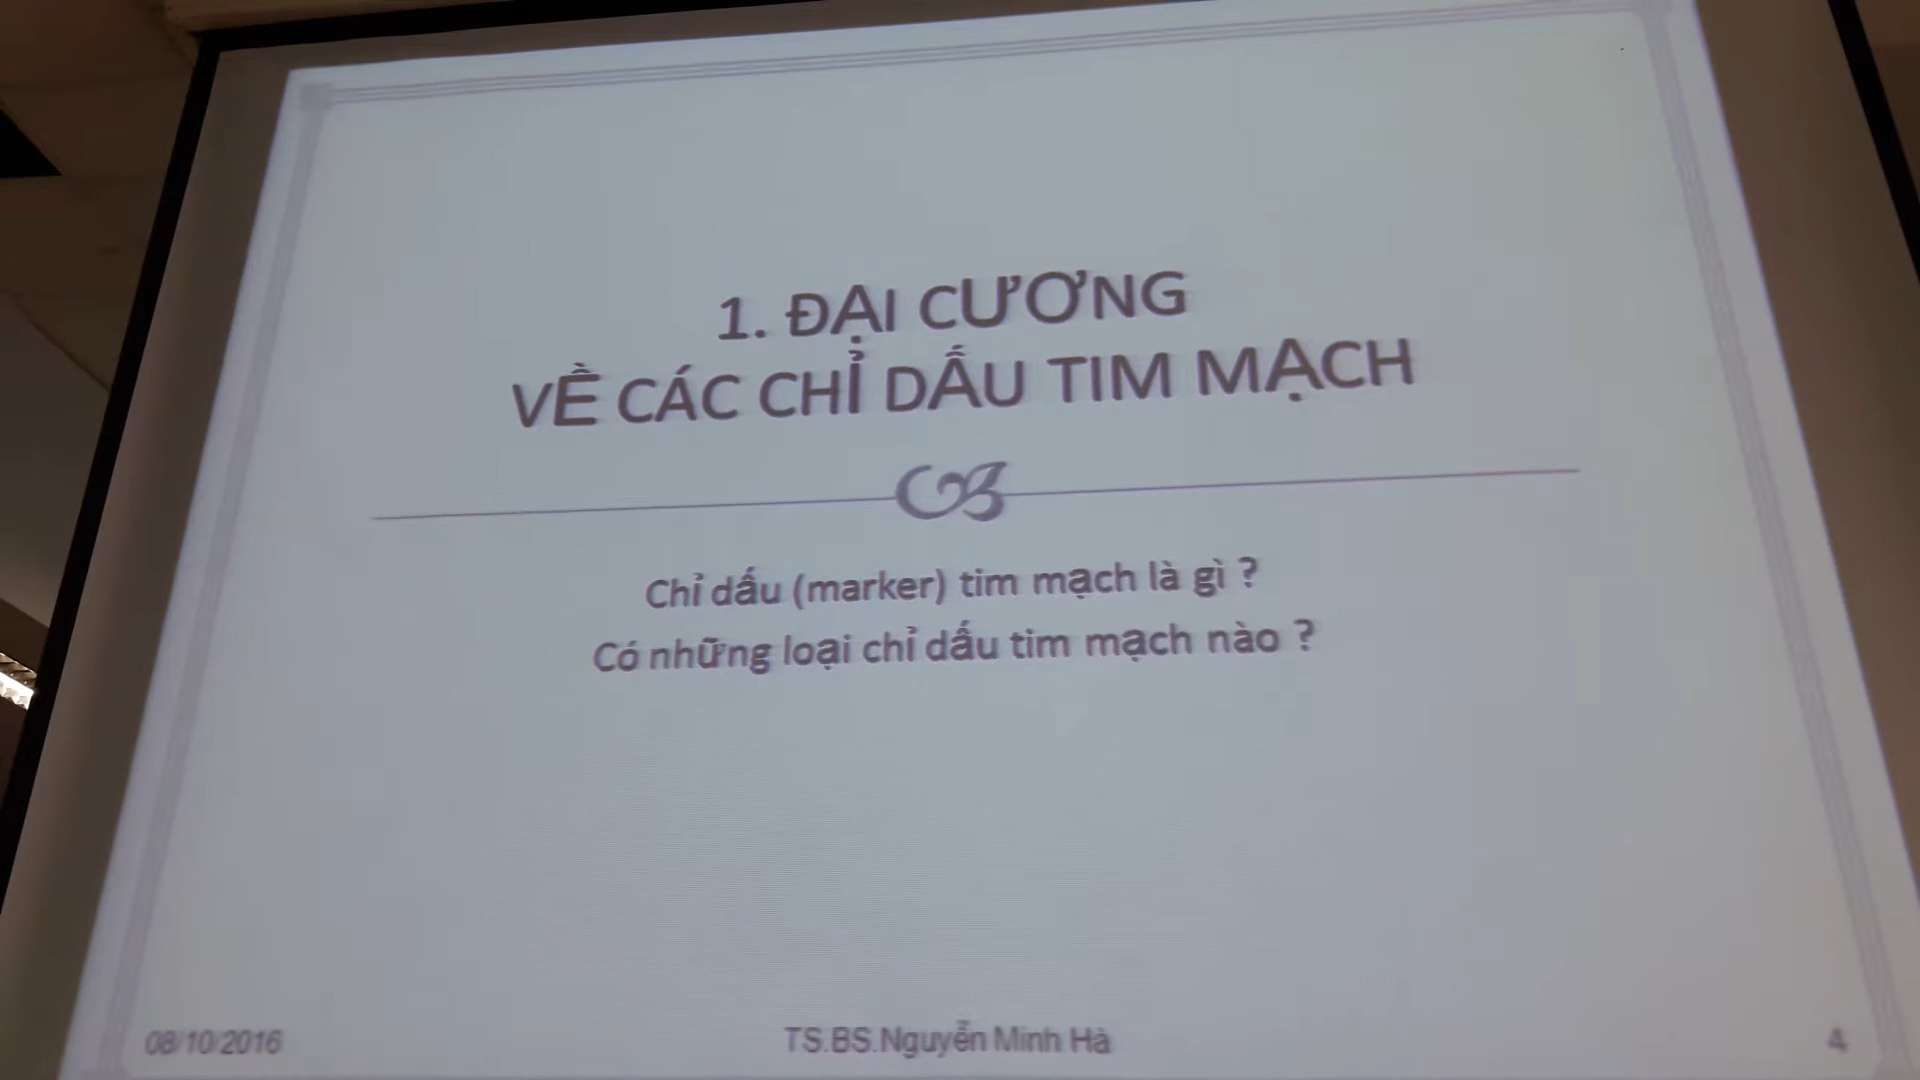 1. ĐẠI CƯƠNG
VỀ CÁC CHỈ DẤU TIM MẠCH
Chỉ dấu (marker) tim mạch là gì ?
Có những loại chỉ dấu tim mạch nào ?
08/10/2016
TS.BS.Nguyễn Minh Hà
4